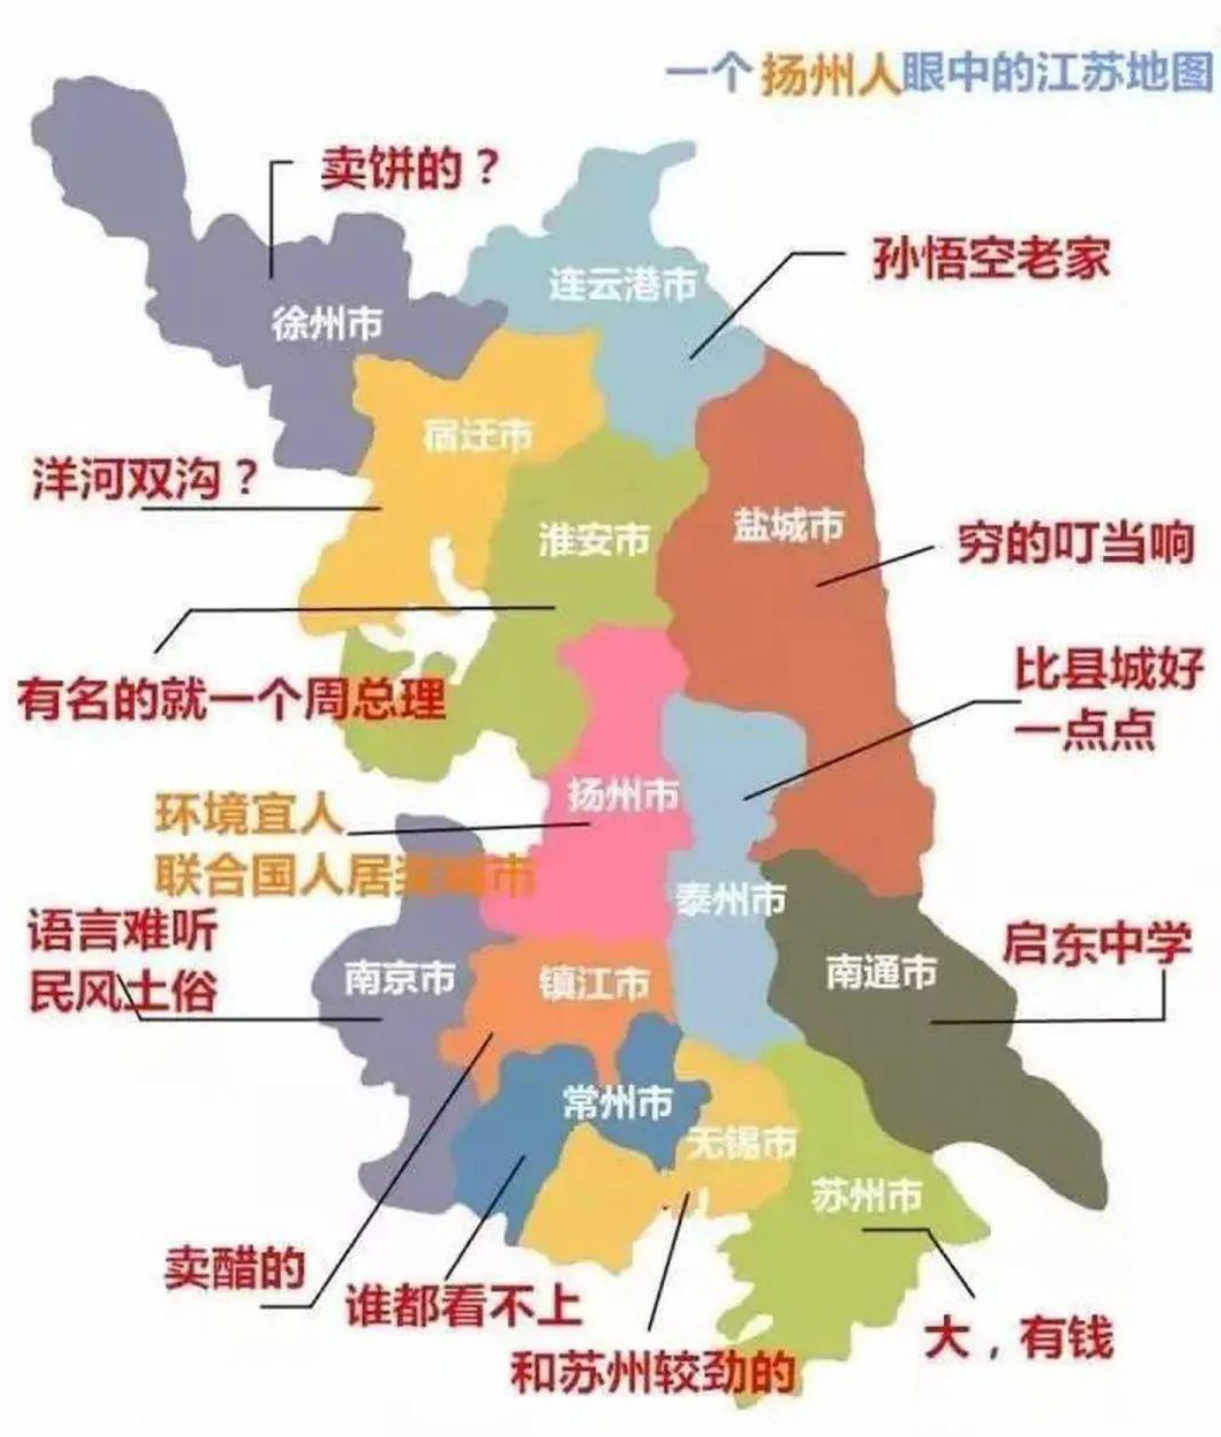 一个扬州人眼中的江苏地图
卖饼的？
孙悟空老家
连云港市
徐州市
宿迁市
洋河双沟？
淮安市
盐城市
穷的叮当响
有名的就一个周总理
比县城好
一点点
扬州市
环境宜人
联合国人居奖城市
泰州市
语言难听
民风土俗
南京市
镇江市
南通市
启东中学
常州市
无锡市
苏州市
卖醋的
谁都看不上
和苏州较劲的
大，有钱